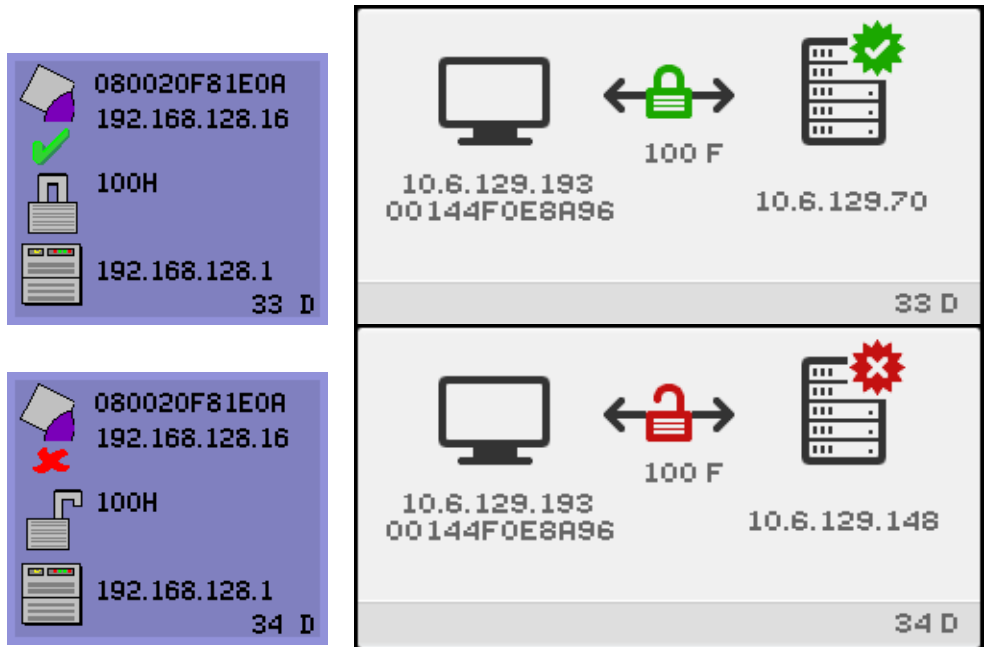 080020F81E0A
192.168.128.16
100H
192.168.128.1
33 D
100 F
10.6.129.193
00144F0E8A96
10.6.129.70
33 D
080020F81E0A
192.168.128.16
100H
192.168.128.1
34 D
100 F
10.6.129.193
00144F0E8A96
10.6.129.148
34 D